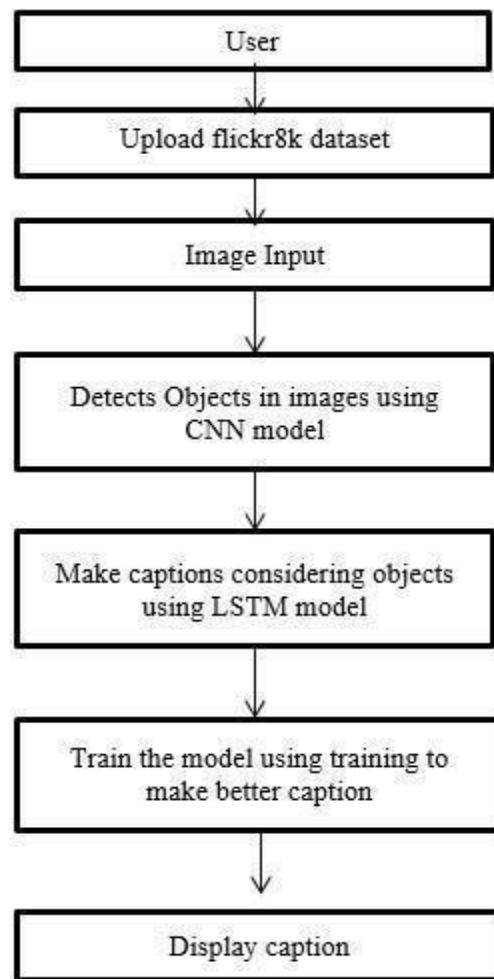 User
Upload flickr8k dataset
Image Input
Detects Objects in images using
CNN model
Make captions considering objects
using LSTM model
Train the model using training to
make better caption
Display caption